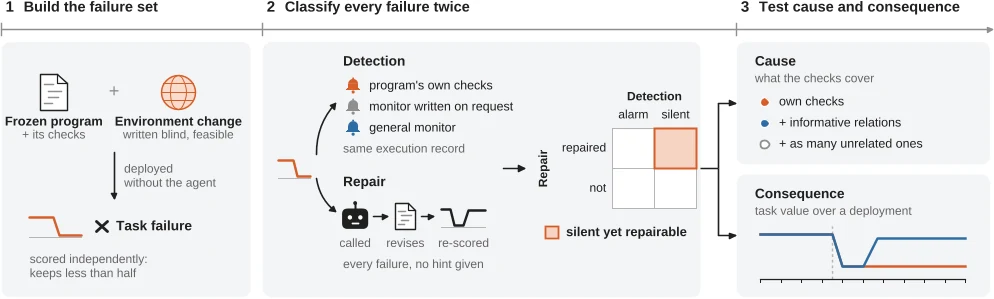 1 Build the failure set
Frozen program
+ its checks
+
Environment change
written blind, feasible
deployed
without the agent
Task failure
scored independently:
keeps less than half
2 Classify every failure twice
Detection
program's own checks
monitor written on request
general monitor
same execution record
Repair
called
revises
re-scored
every failure, no hint given
Detection
alarm silent
Repair
repaired
not
silent yet repairable
3 Test cause and consequence
Cause
what the checks cover
own checks
+ informative relations
+ as many unrelated ones
Consequence
task value over a deployment